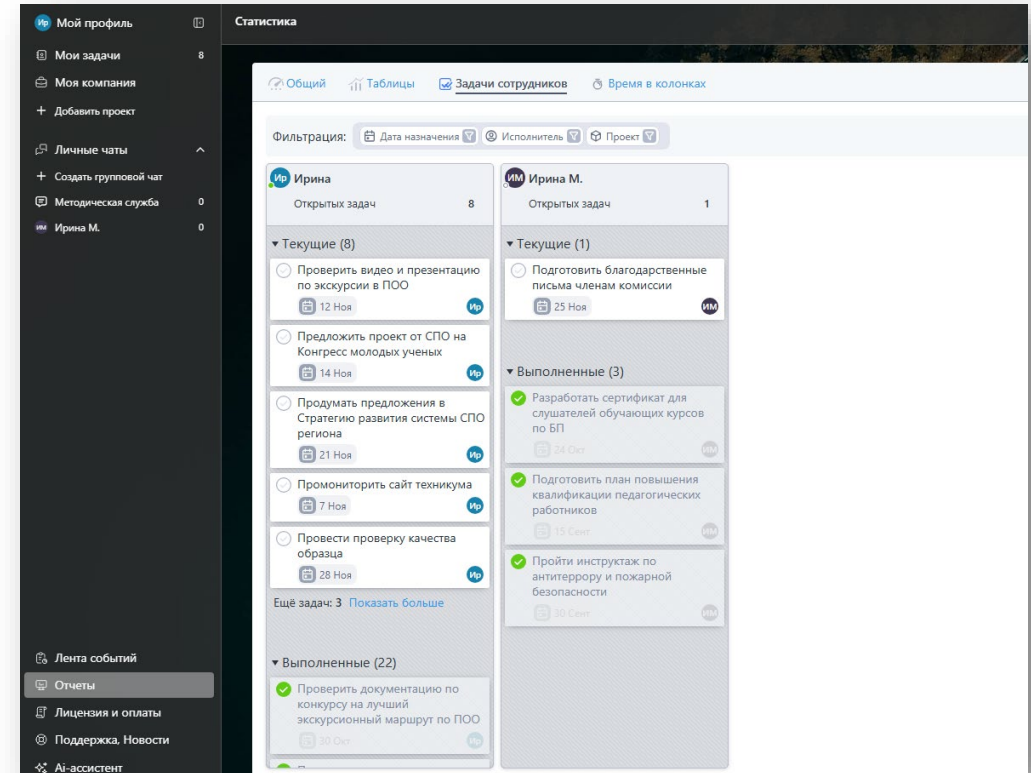 Ир Мой профиль
Мои задачи 8
Моя компания
+ Добавить проект
Личные чаты
+ Создать групповой чат
Методическая служба 0
ИМ Ирина М. 0
Лента событий
Отчеты
Лицензия и оплаты
Поддержка, Новости
Ai-ассистент
Статистика
Общий Таблицы Задачи сотрудников Время в колонках
Фильтрация: Дата назначения Исполнитель Проект
Ир Ирина
Открытых задач 8
Текущие (8)
Проверить видео и презентацию
по экскурсии в ПОО
12 Ноя Ир
Предложить проект от СПО на
Конгресс молодых ученых
14 Ноя Ир
Продумать предложения в
Стратегию развития системы СПО
региона
21 Ноя Ир
Промониторить сайт техникума
7 Ноя Ир
Провести проверку качества
образца
28 Ноя Ир
Ещё задач: 3 Показать больше
Выполненные (22)
Проверить документацию по
конкурсу на лучший
экскурсионный маршрут по ПОО
30 Окт Ир
ИМ Ирина М.
Открытых задач 1
Текущие (1)
Подготовить благодарственные
письма членам комиссии
25 Ноя ИМ
Выполненные (3)
Разработать сертификат для
слушателей обучающих курсов
по БП
24 Окт ИМ
Подготовить план повышения
квалификации педагогических
работников
15 Сент ИМ
Пройти инструктаж по
антитеррору и пожарной
безопасности
30 Сент ИМ